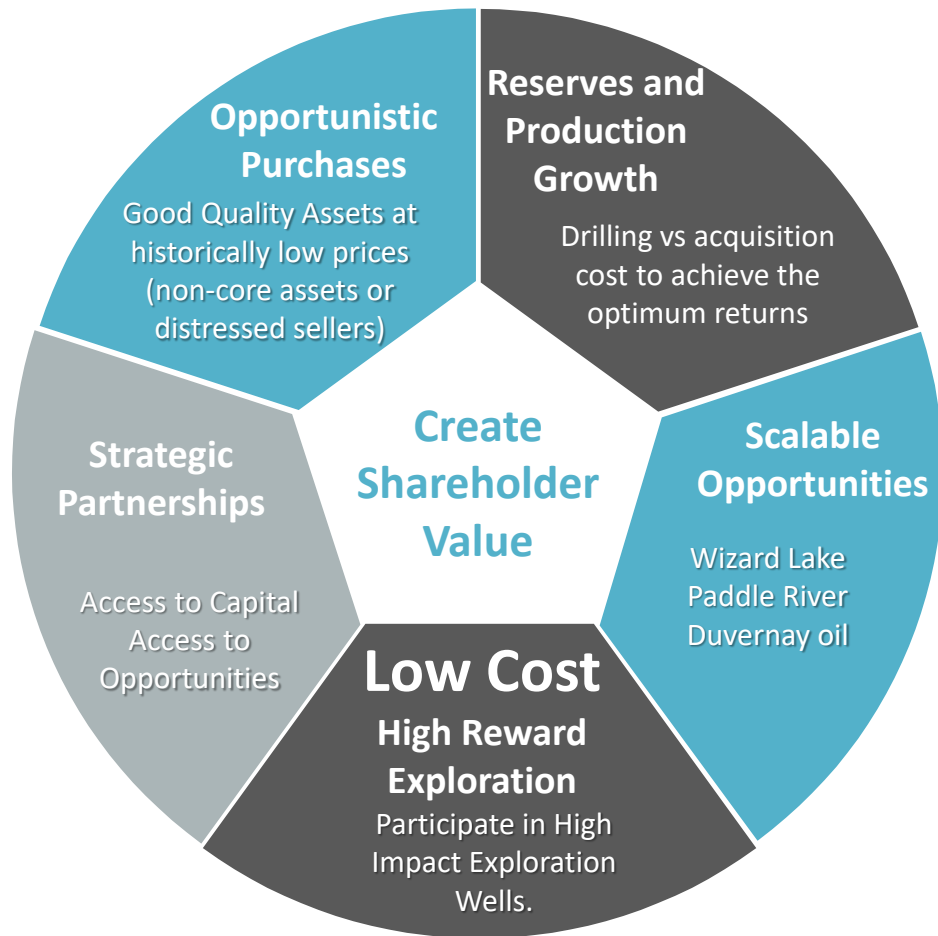 Opportunistic
Purchases
Good Quality Assets at
historically low prices
(non-core assets or
distressed sellers)
Reserves and
Production
Growth
Drilling vs acquisition
cost to achieve the
optimum returns
Strategic
Partnerships
Access to Capital
Access to
Opportunities
Create
Shareholder
Value
Scalable
Opportunities
Wizard Lake
Paddle River
Duvernay oil
Low Cost
High Reward
Exploration
Participate in High
Impact Exploration
Wells.